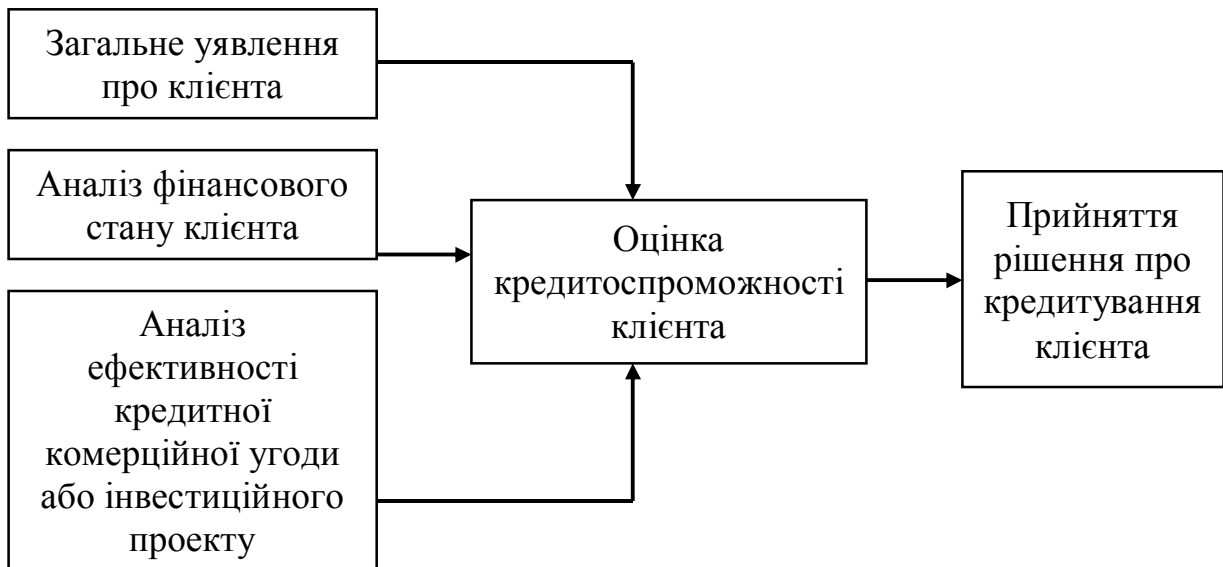 Загальне уявлення
про клієнта
Аналіз фінансового
стану клієнта
Аналіз
ефективності
кредитної
комерційної угоди
або інвестиційного
проекту
Оцінка
кредитоспроможності
клієнта
Прийняття
рішення про
кредитування
клієнта